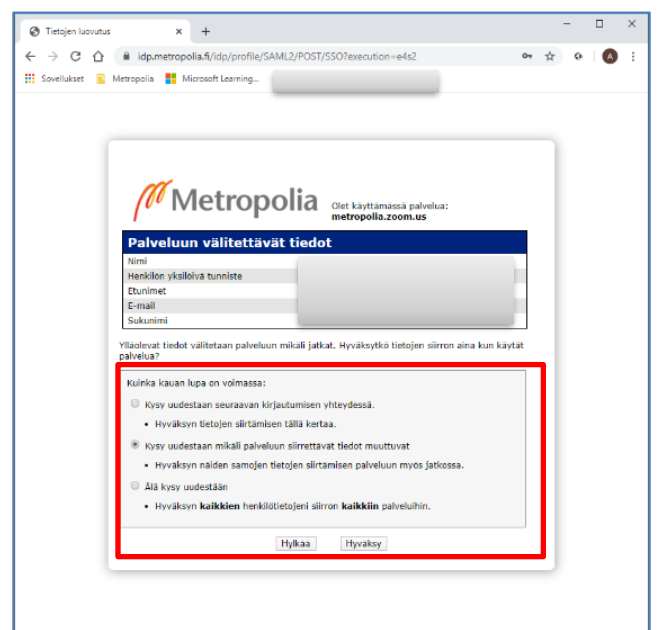 Tietojen luovutus
idp.metropolia.fi/idp/profile/SAML2/POST/SSO?execution=e4s2
A
Sovellukset Metropolia Microsoft Learning...
Metropolia
Olet käyttämässä palvelua:
metropolia.zoom.us
Palveluun välitettävät tiedot
Nimi
Henkilön yksilöivä tunniste
Etunimet
E-mail
Sukunimi
Ylläolevat tiedot välitetään palveluun mikäli jatkat. Hyväksytkö tietojen siirron aina kun käytät
palvelua?
Kuinka kauan lupa on voimassa:
Kysy uudestaan seuraavan kirjautumisen yhteydessä.
• Hyväksyn tietojen siirtämisen tällä kertaa.
Kysy uudestaan mikäli palveluun siirrettävät tiedot muuttuvat
• Hyväksyn näiden samojen tietojen siirtämisen palveluun myös jatkossa.
Älä kysy uudestään
• Hyväksyn kaikkien henkilötietojeni siirron kaikkiin palveluihin.
Hylkää Hyväksy